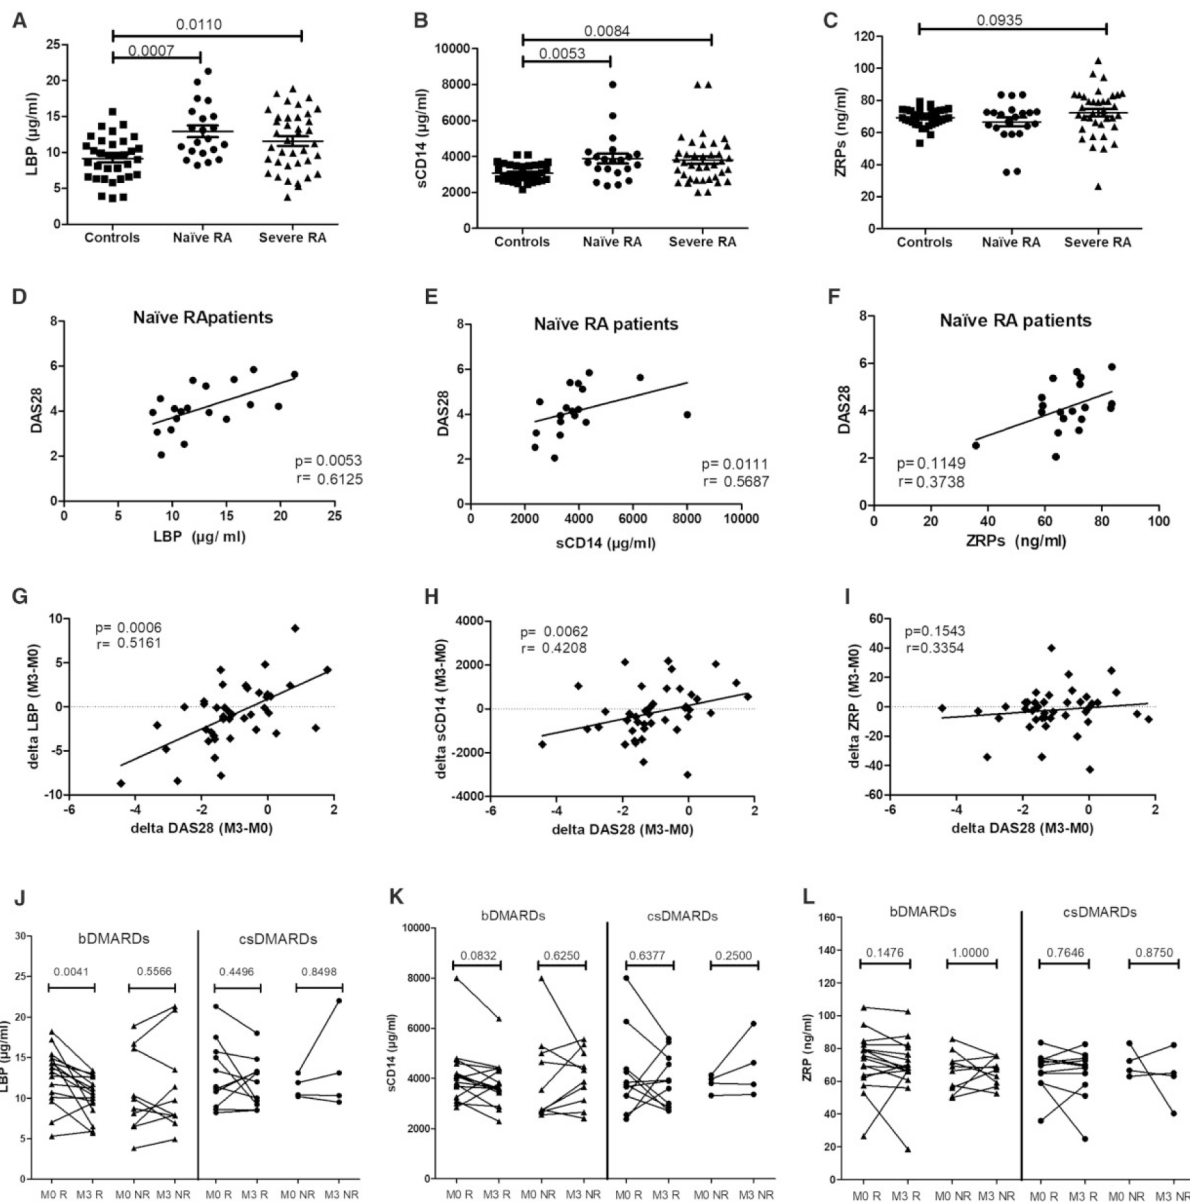 A
0.0110
0.0007
25
20
15
10
5
0
LBP (µg/ml)
Controls Naïve RA Severe RA
B
0.0084
0.0053
10000
8000
6000
4000
2000
0
sCD14 (µg/ml)
Controls Naïve RA Severe RA
C
0.0935
120
100
80
60
40
20
0
ZRPs (ng/ml)
Controls Naïve RA Severe RA
D
Naïve RApatients
8
6
4
2
0
DAS28
p= 0.0053
r= 0.6125
0 5 10 15 20 25
LBP (µg/ ml)
E
Naïve RA patients
8
6
4
2
0
DAS28
p= 0.0111
r= 0.5687
0 2000 4000 6000 8000 10000
sCD14 (µg/ml)
F
Naïve RA patients
8
6
4
2
0
DAS28
p=0.1149
r=0.3738
0 20 40 60 80 100
ZRPs (ng/ml)
G
p= 0.0006
r= 0.5161
10
5
0
-5
-10
delta LBP (M3-M0)
-6 -4 -2 0 2
delta DAS28 (M3-M0)
H
p= 0.0062
r= 0.4208
4000
2000
0
-2000
-4000
delta sCD14 (M3-M0)
-6 -4 -2 0 2
delta DAS28 (M3-M0)
I
p=0.1543
r=0.3354
60
40
20
0
-20
-40
-60
delta ZRP (M3-M0)
-6 -4 -2 0 2
delta DAS28 (M3-M0)
J
bDMARDs csDMARDs
0.0041 0.5566 0.4496 0.8498
30
25
20
15
10
5
0
LBP (µg/ml)
M0 R M3 R M0 NR M3 NR M0 R M3 R M0 NR M3 NR
K
bDMARDs csDMARDs
0.0832 0.6250 0.6377 0.2500
10000
8000
6000
4000
2000
0
sCD14 (µg/ml)
M0 R M3 R M0 NR M3 NR M0 R M3 R M0 NR M3 NR
L
bDMARDs csDMARDs
0.1476 1.0000 0.7646 0.8750
160
140
120
100
80
60
40
20
0
ZRP (ng/ml)
M0 R M3 R M0 NR M3 NR M0 R M3 R M0 NR M3 NR